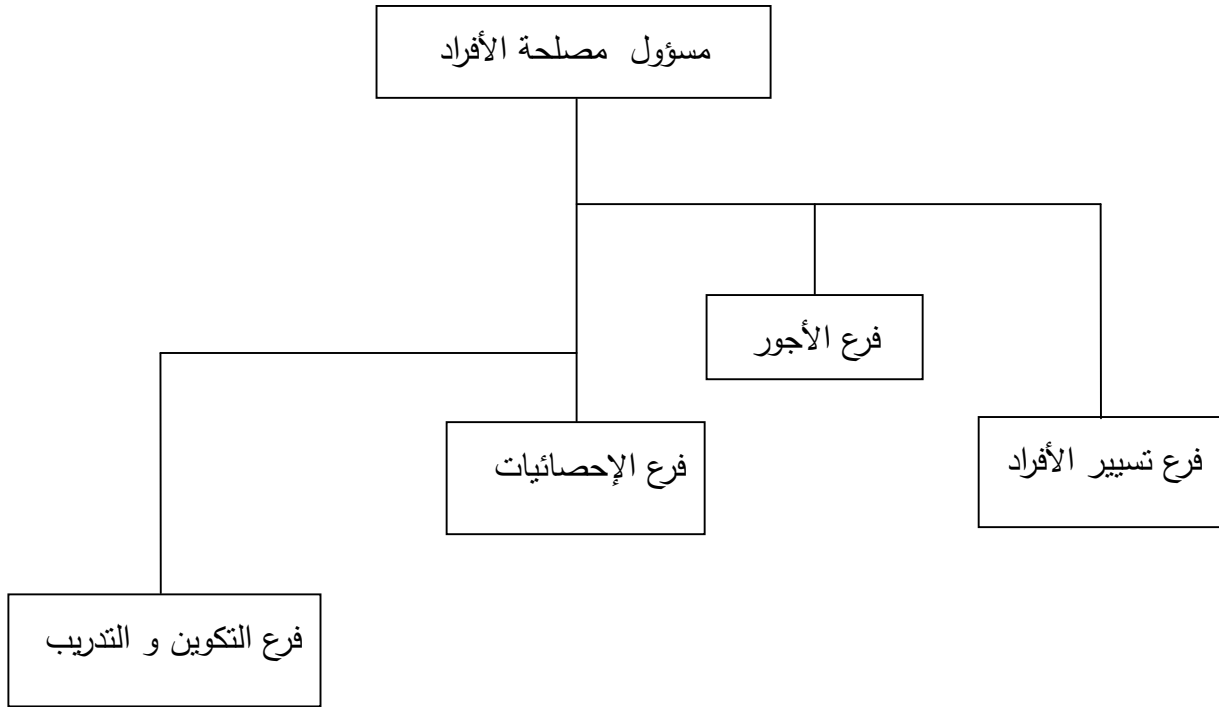 مسؤول مصلحة الأفراد
فرع الأجور
فرع تسيير الأفراد
فرع الإحصائيات
فرع التكوين و التدريب